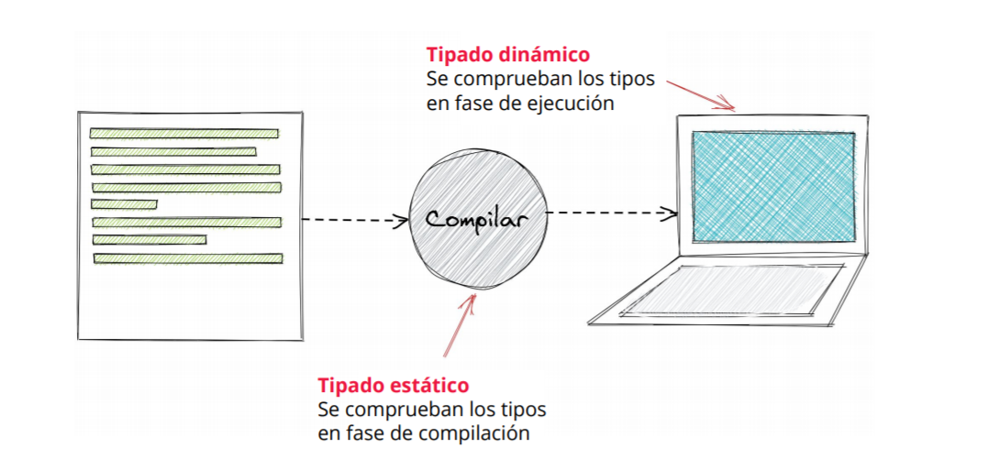 Tipado dinámico
Se comprueban los tipos
en fase de ejecución
Compilar
Tipado estático
Se comprueban los tipos
en fase de compilación